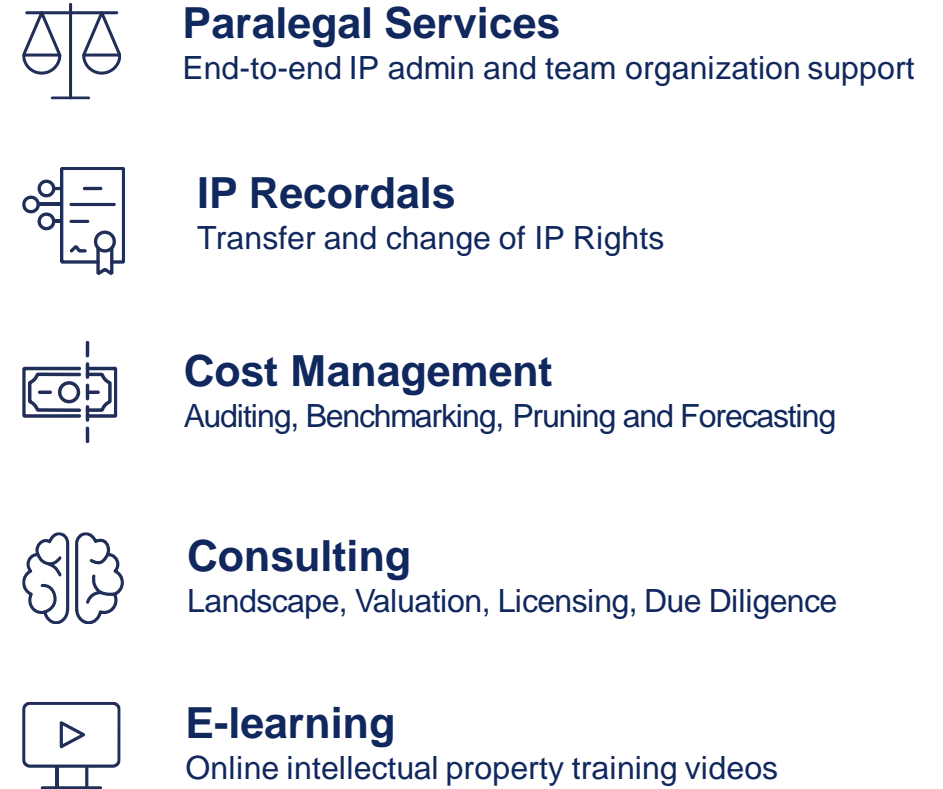 Paralegal Services
End-to-end IP admin and team organization support
IP Recordals
Transfer and change of IP Rights
Cost Management
Auditing, Benchmarking, Pruning and Forecasting
Consulting
Landscape, Valuation, Licensing, Due Diligence
E-learning
Online intellectual property training videos